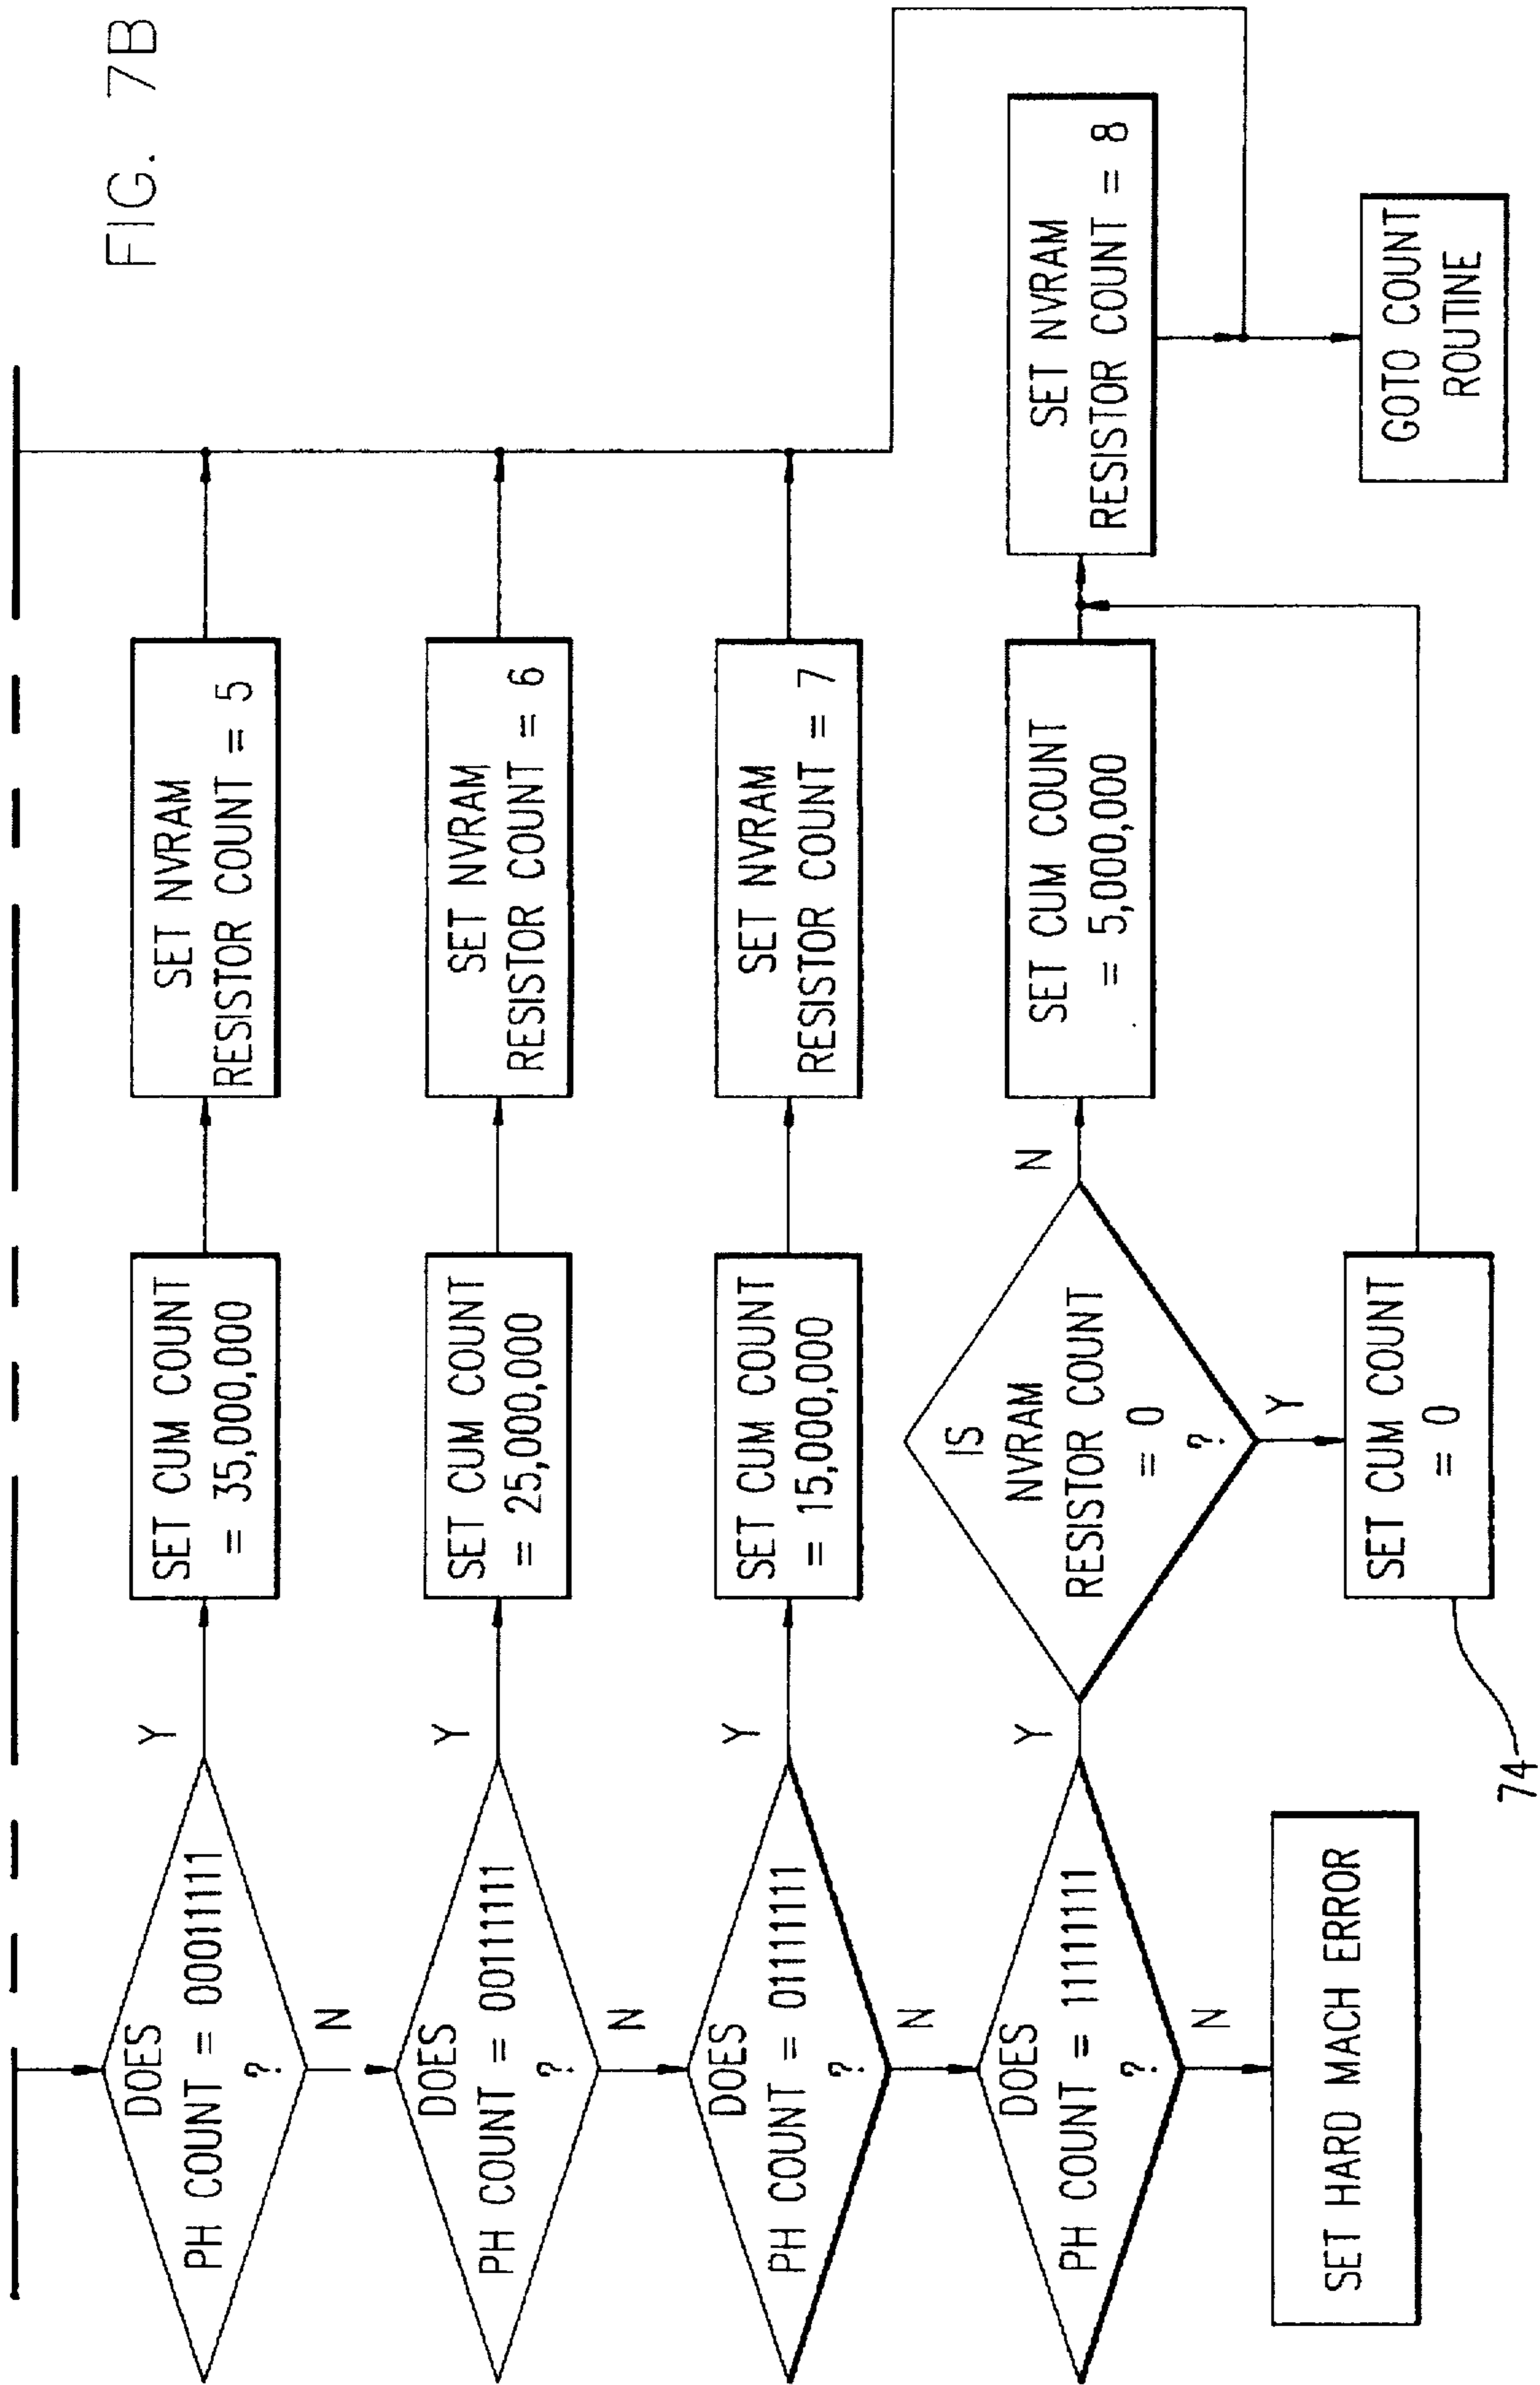 FIG. 7B
DOES
PH COUNT = 00011111
?
Y
N
SET CUM COUNT
= 35,000,000
SET NVRAM
RESISTOR COUNT = 5
DOES
PH COUNT = 00111111
?
Y
N
SET CUM COUNT
= 25,000,000
SET NVRAM
RESISTOR COUNT = 6
DOES
PH COUNT = 01111111
?
Y
N
SET CUM COUNT
= 15,000,000
SET NVRAM
RESISTOR COUNT = 7
DOES
PH COUNT = 11111111
?
Y
N
IS
NVRAM
RESISTOR COUNT
= 0
?
N
Y
SET CUM COUNT
= 5,000,000
SET NVRAM
RESISTOR COUNT = 8
SET HARD MACH ERROR
SET CUM COUNT
= 0
74
GOTO COUNT
ROUTINE